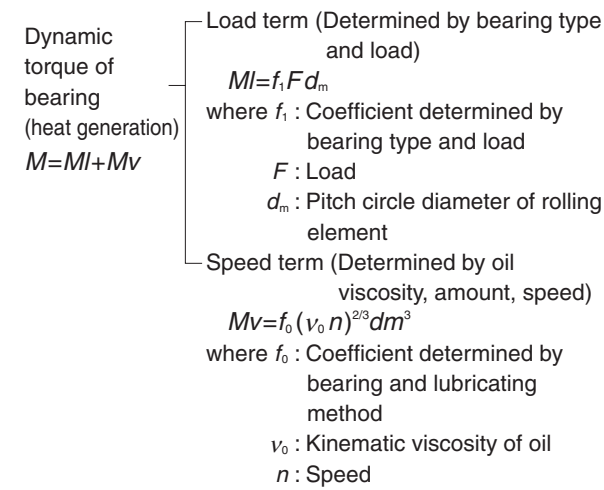 Dynamic
torque of
bearing
(heat generation)
M=Ml+Mv
Load term (Determined by bearing type
and load)
Ml=f₁Fdₘ
where f₁ : Coefficient determined by
bearing type and load
F : Load
dₘ : Pitch circle diameter of rolling
element
Speed term (Determined by oil
viscosity, amount, speed)
Mv=f₀(ν₀n)²ᐟ³dm³
where f₀ : Coefficient determined by
bearing and lubricating
method
ν₀ : Kinematic viscosity of oil
n : Speed